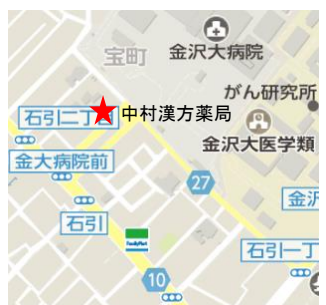 金沢大病院
宝町
がん研究所
石引二丁目
中村漢方薬局
金沢大医学類
金大病院前
27
金沢
石引
FamilyMart
石引一丁
10